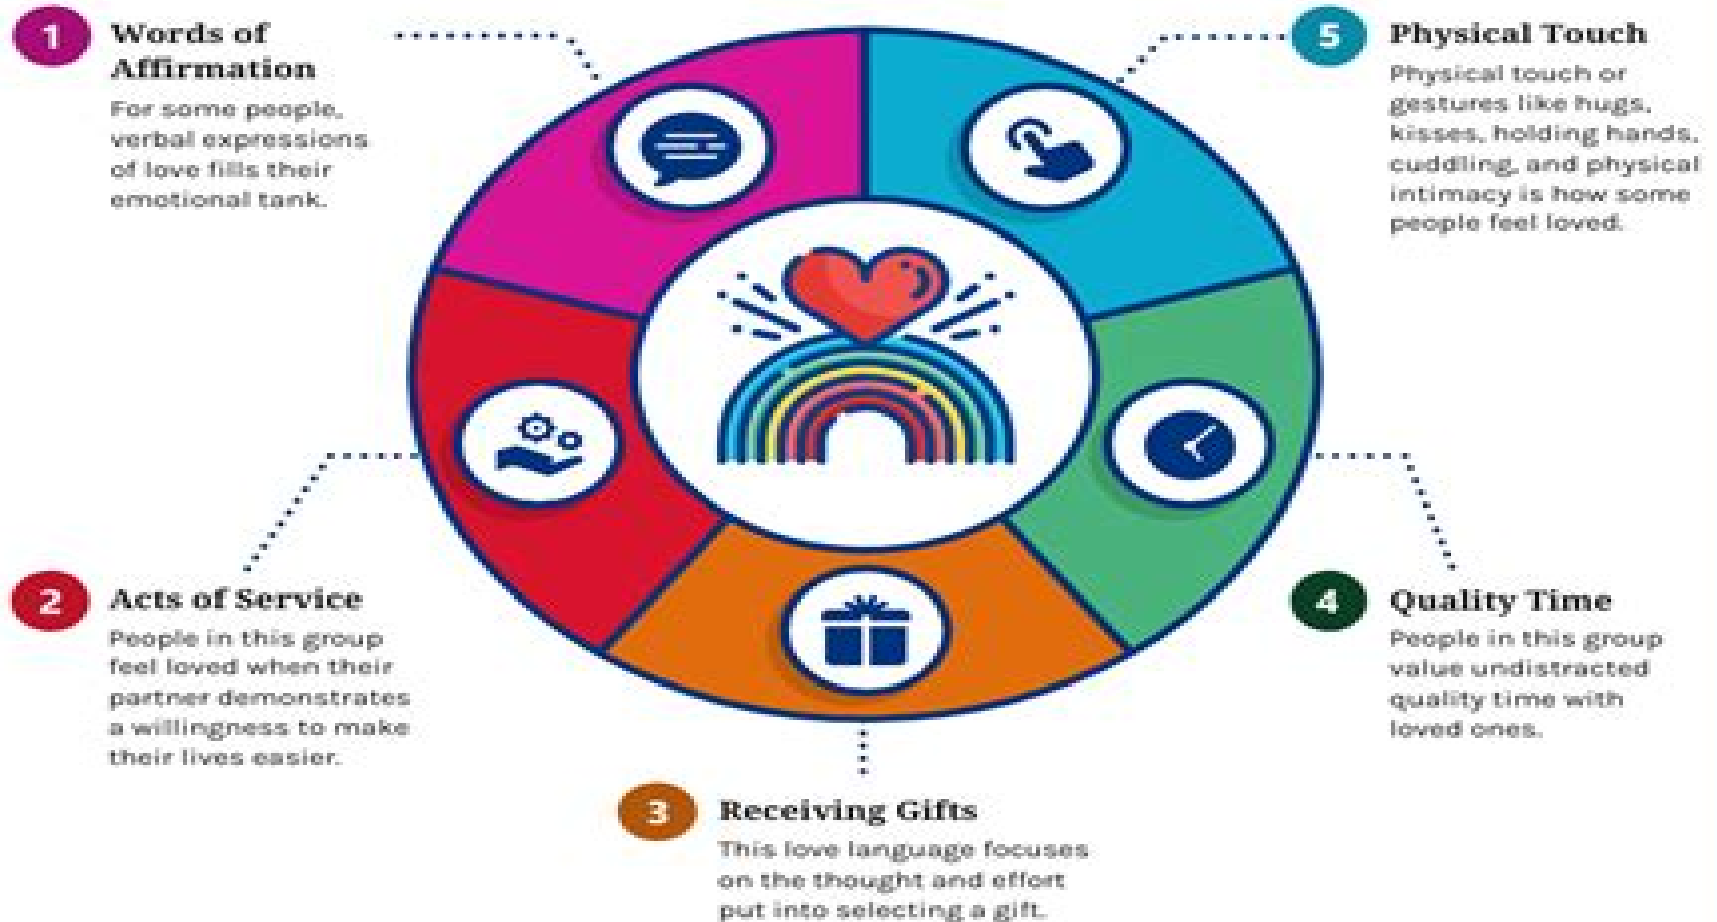 1
Words of
Affirmation
For some people,
verbal expressions
of love fills their
emotional tank.
2
Acts of Service
People in this group
feel loved when their
partner demonstrates
a willingness to make
their lives easier.
3
Receiving Gifts
This love language focuses
on the thought and effort
put into selecting a gift.
4
Quality Time
People in this group
value undistracted
quality time with
loved ones.
5
Physical Touch
Physical touch or
gestures like hugs,
kisses, holding hands,
cuddling, and physical
intimacy is how some
people feel loved.